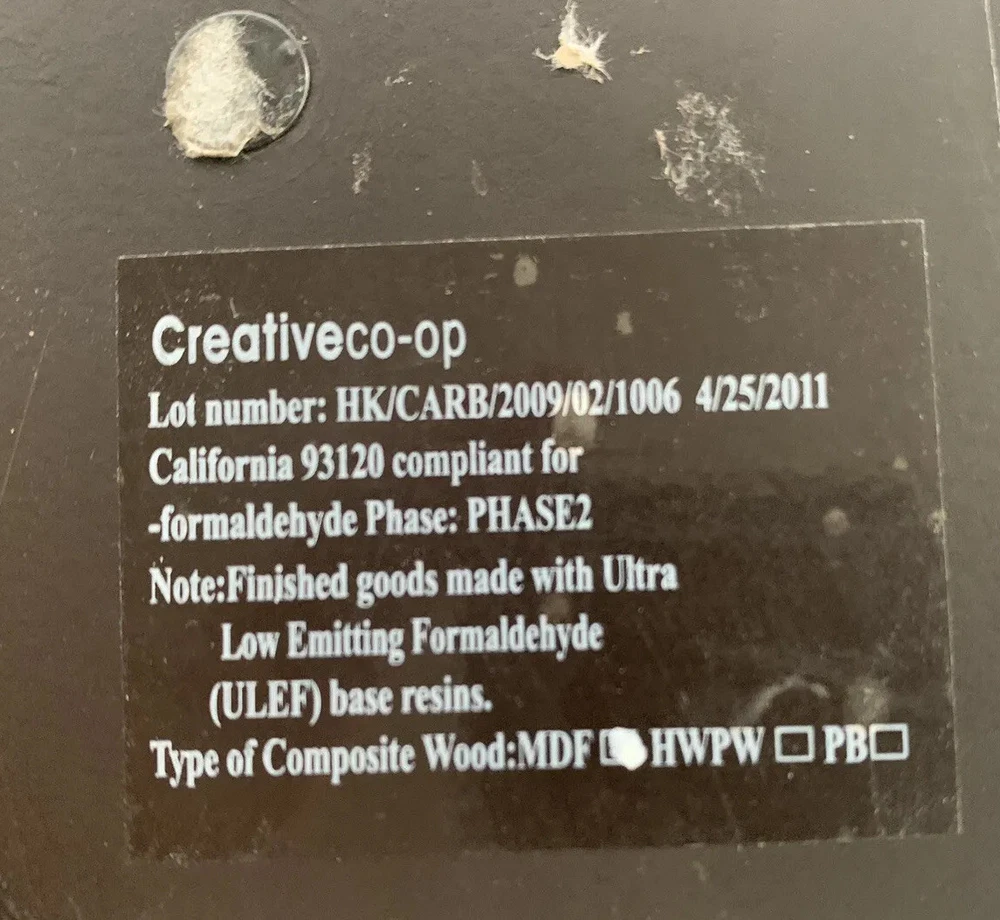 Creativeco-op
Lot number: HK/CARB/2009/02/1006 4/25/2011
California 93120 compliant for
-formaldehyde Phase: PHASE2
Note:Finished goods made with Ultra
Low Emitting Formaldehyde
(ULEF) base resins.
Type of Composite Wood:MDF HWPW □ PB□